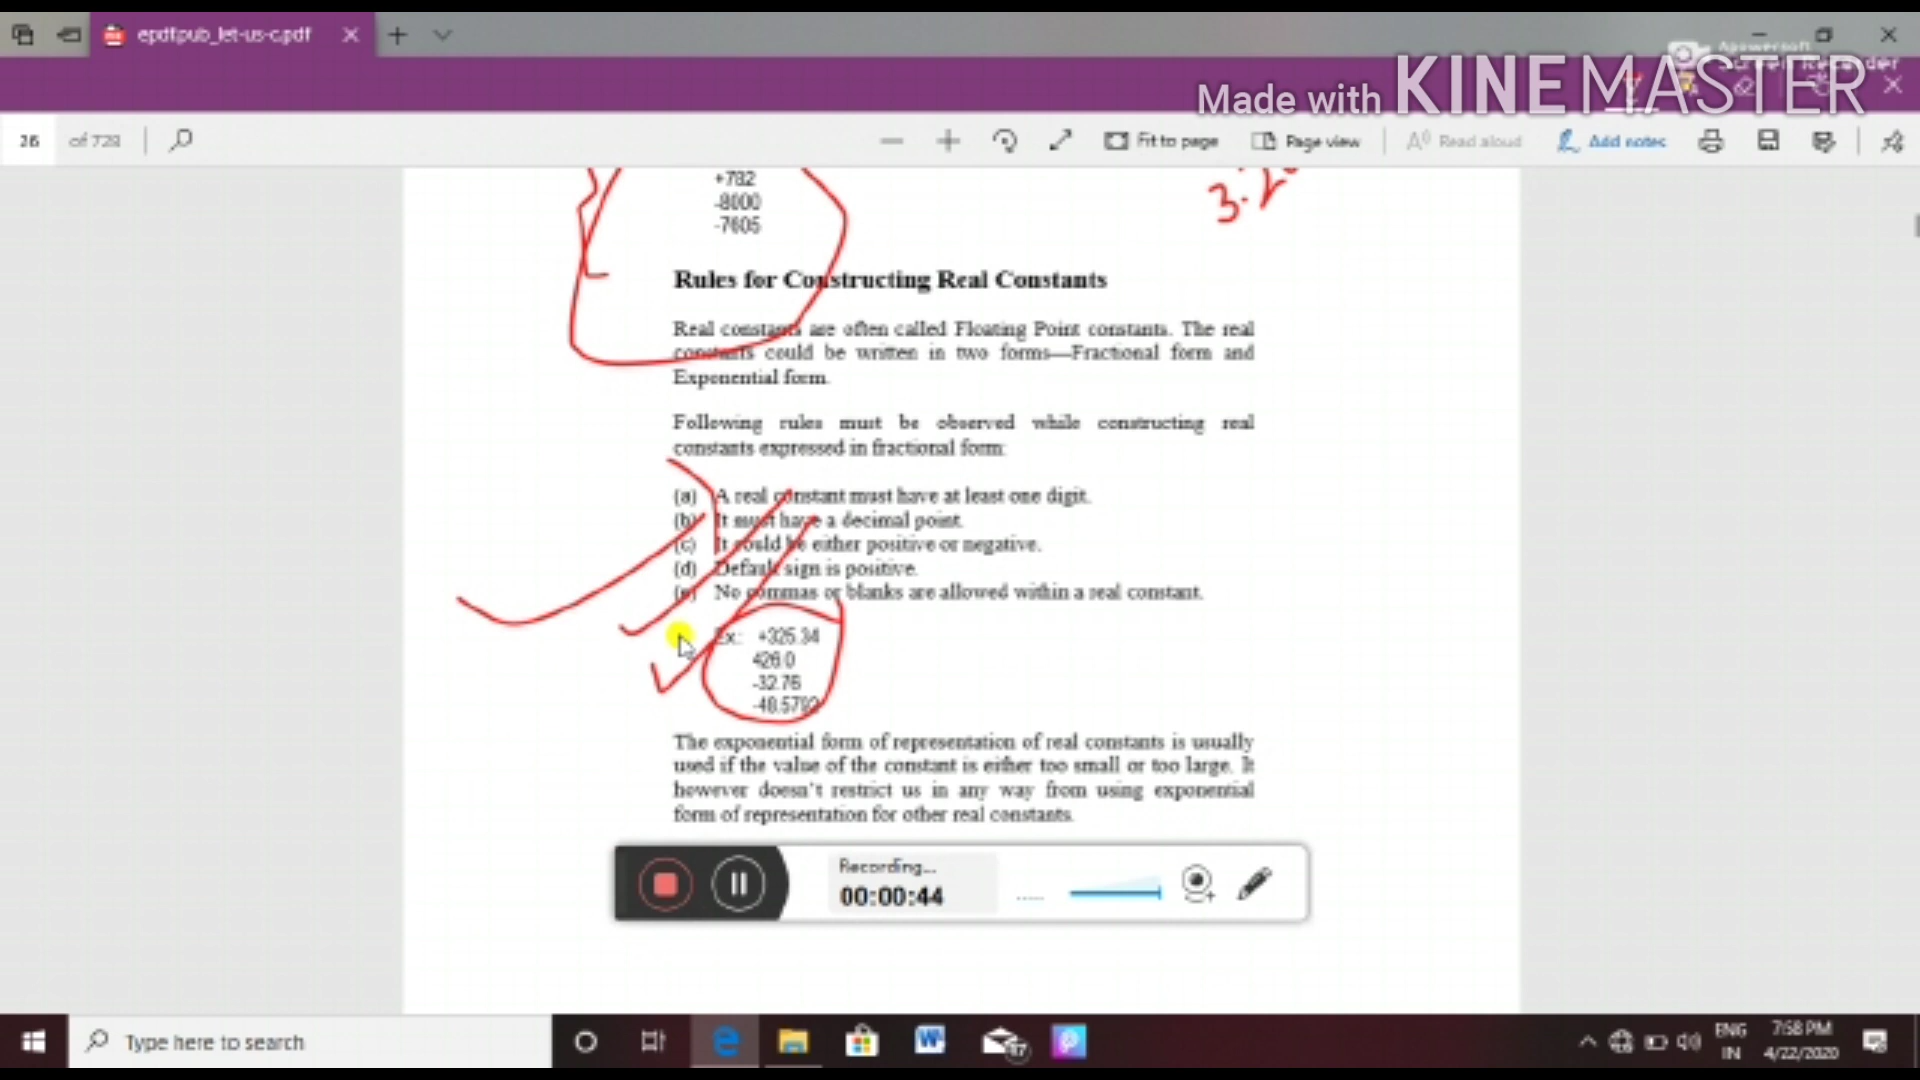 epdf.pub_let-us-c.pdf
Apowersoft
Screen Recorder
Made with KINEMASTER
26 of 728
Fit to page
Page view
Read aloud
Add notes
+782
-8000
-7605
3.2
Rules for Constructing Real Constants
Real constants are often called Floating Point constants. The real
constants could be written in two forms—Fractional form and
Exponential form.
Following rules must be observed while constructing real
constants expressed in fractional form:
(a) A real constant must have at least one digit.
(b) It must have a decimal point.
(c) It could be either positive or negative.
(d) Default sign is positive.
(e) No commas or blanks are allowed within a real constant.
Ex.: +325.34
426.0
-32.76
-48.5792
The exponential form of representation of real constants is usually
used if the value of the constant is either too small or too large. It
however doesn't restrict us in any way from using exponential
form of representation for other real constants.
Recording...
00:00:44
Type here to search
ENG
IN
7:58 PM
4/22/2020